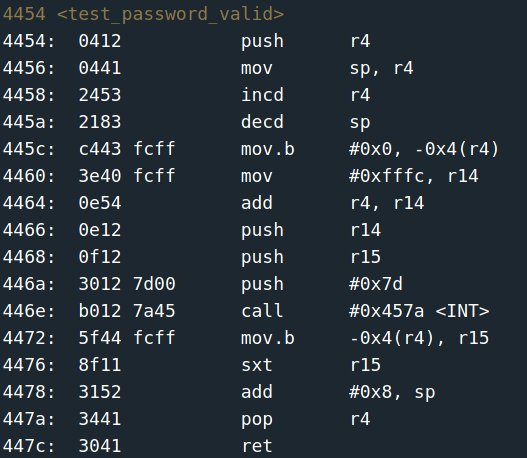 4454 <test_password_valid>
4454: 0412 push r4
4456: 0441 mov sp, r4
4458: 2453 incd r4
445a: 2183 decd sp
445c: c443 fcff mov.b #0x0, -0x4(r4)
4460: 3e40 fcff mov #0xfffc, r14
4464: 0e54 add r4, r14
4466: 0e12 push r14
4468: 0f12 push r15
446a: 3012 7d00 push #0x7d
446e: b012 7a45 call #0x457a <INT>
4472: 5f44 fcff mov.b -0x4(r4), r15
4476: 8f11 sxt r15
4478: 3152 add #0x8, sp
447a: 3441 pop r4
447c: 3041 ret